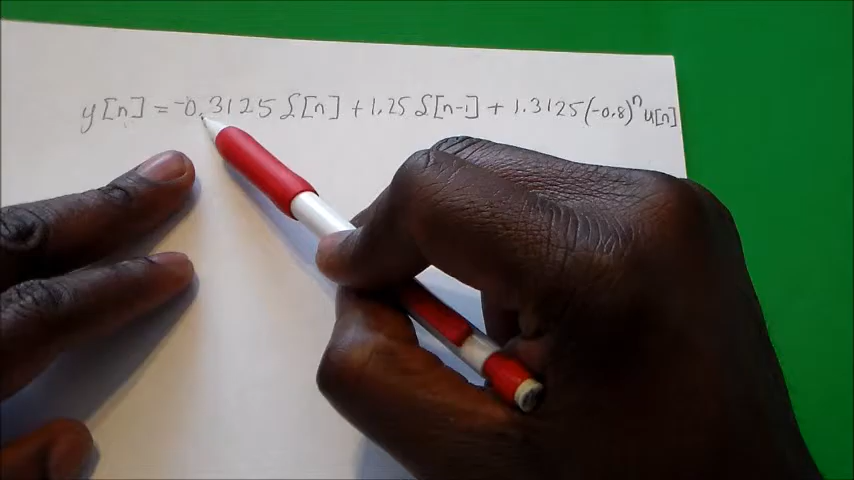 y[n] = -0.3125 δ[n] + 1.25 δ[n-1] + 1.3125(-0.8)ⁿ u[n]